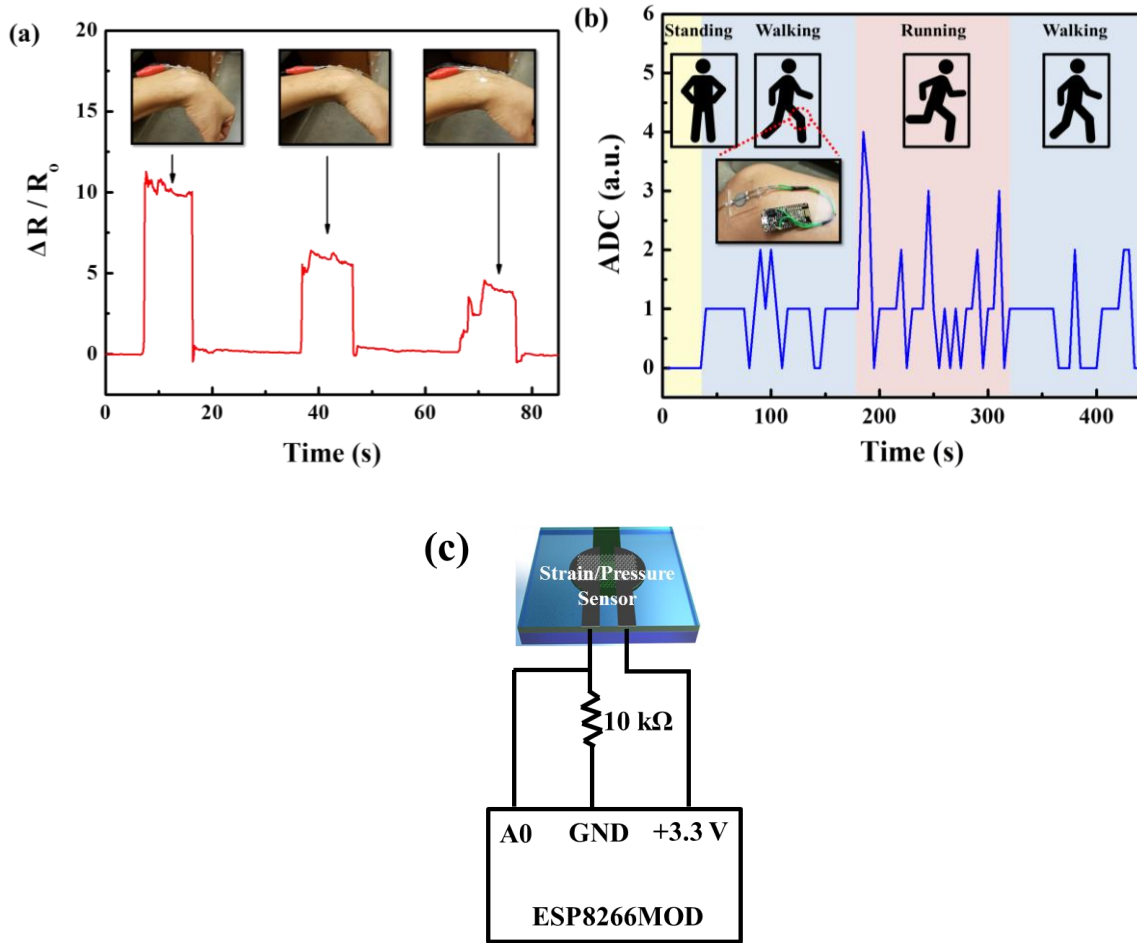 (a)
20
15
10
5
0
ΔR / Rₒ
0 20 40 60 80
Time (s)
(b)
6
5
4
3
2
1
0
ADC (a.u.)
Standing Walking Running Walking
0 100 200 300 400
Time (s)
(c)
Strain/Pressure
Sensor
10 kΩ
A0 GND +3.3 V
ESP8266MOD